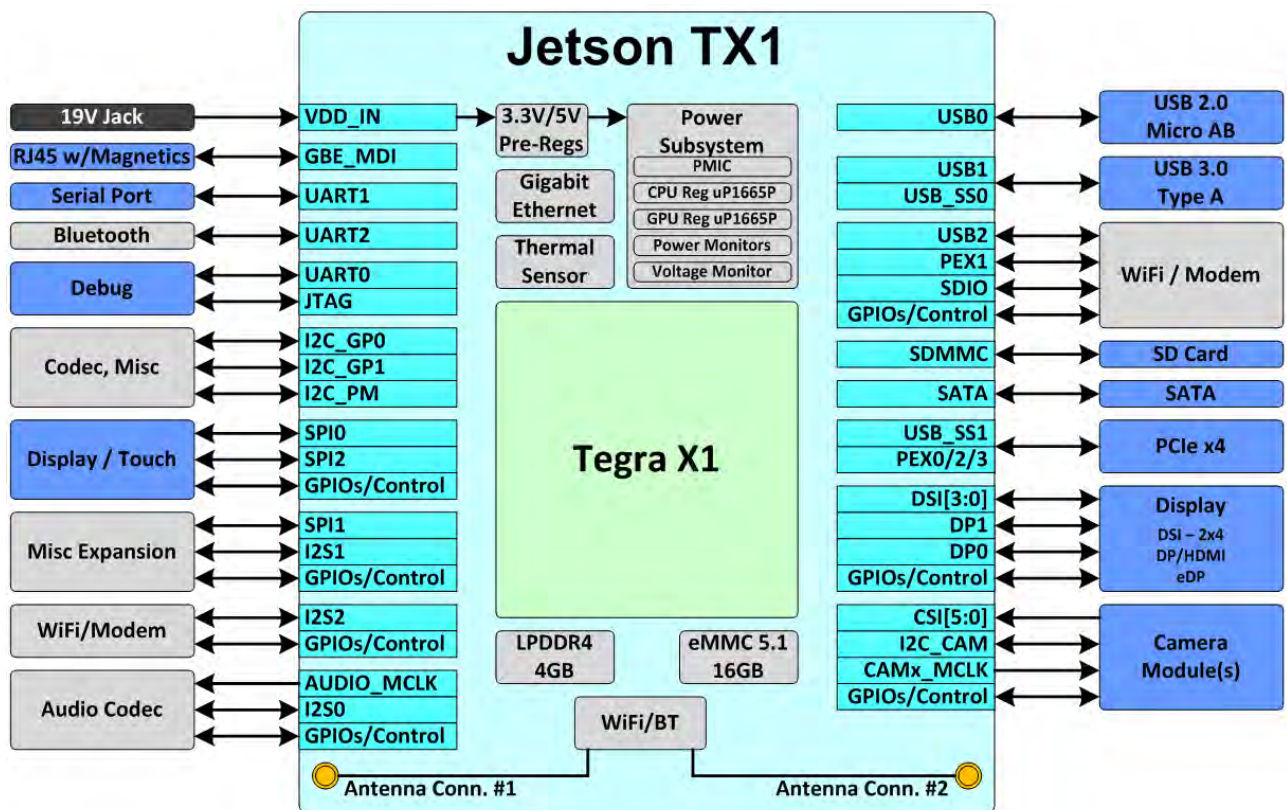 Jetson TX1
19V Jack
RJ45 w/Magnetics
Serial Port
Bluetooth
Debug
Codec, Misc
Display / Touch
Misc Expansion
WiFi/Modem
Audio Codec
VDD_IN
GBE_MDI
UART1
UART2
UART0
JTAG
I2C_GP0
I2C_GP1
I2C_PM
SPI0
SPI2
GPIOs/Control
SPI1
I2S1
GPIOs/Control
I2S2
GPIOs/Control
AUDIO_MCLK
I2S0
GPIOs/Control
3.3V/5V
Pre-Regs
Gigabit
Ethernet
Thermal
Sensor
Power
Subsystem
PMIC
CPU Reg uP1665P
GPU Reg uP1665P
Power Monitors
Voltage Monitor
Tegra X1
LPDDR4
4GB
eMMC 5.1
16GB
WiFi/BT
Antenna Conn. #1
Antenna Conn. #2
USB0
USB1
USB_SS0
USB2
PEX1
SDIO
GPIOs/Control
SDMMC
SATA
USB_SS1
PEX0/2/3
DSI[3:0]
DP1
DP0
GPIOs/Control
CSI[5:0]
I2C_CAM
CAMx_MCLK
GPIOs/Control
USB 2.0
Micro AB
USB 3.0
Type A
WiFi / Modem
SD Card
SATA
PCIe x4
Display
DSI – 2x4
DP/HDMI
eDP
Camera
Module(s)